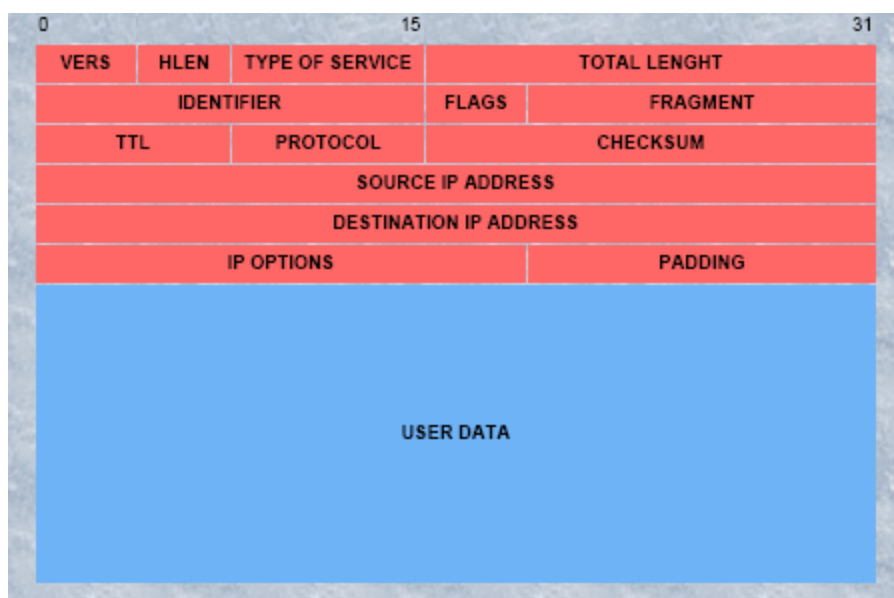 0 15 31
VERS HLEN TYPE OF SERVICE TOTAL LENGHT
IDENTIFIER FLAGS FRAGMENT
TTL PROTOCOL CHECKSUM
SOURCE IP ADDRESS
DESTINATION IP ADDRESS
IP OPTIONS PADDING
USER DATA